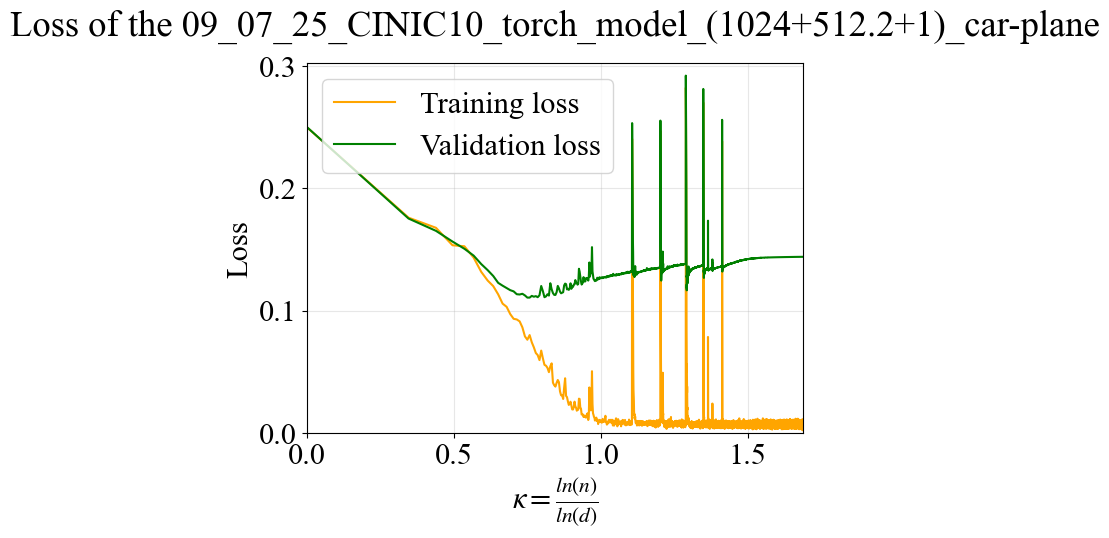 Loss of the 09_07_25_CINIC10_torch_model_(1024+512.2+1)_car-plane
Training loss
Validation loss
Loss
0.3
0.2
0.1
0.0
0.0 0.5 1.0 1.5
κ = ln(n)/ln(d)